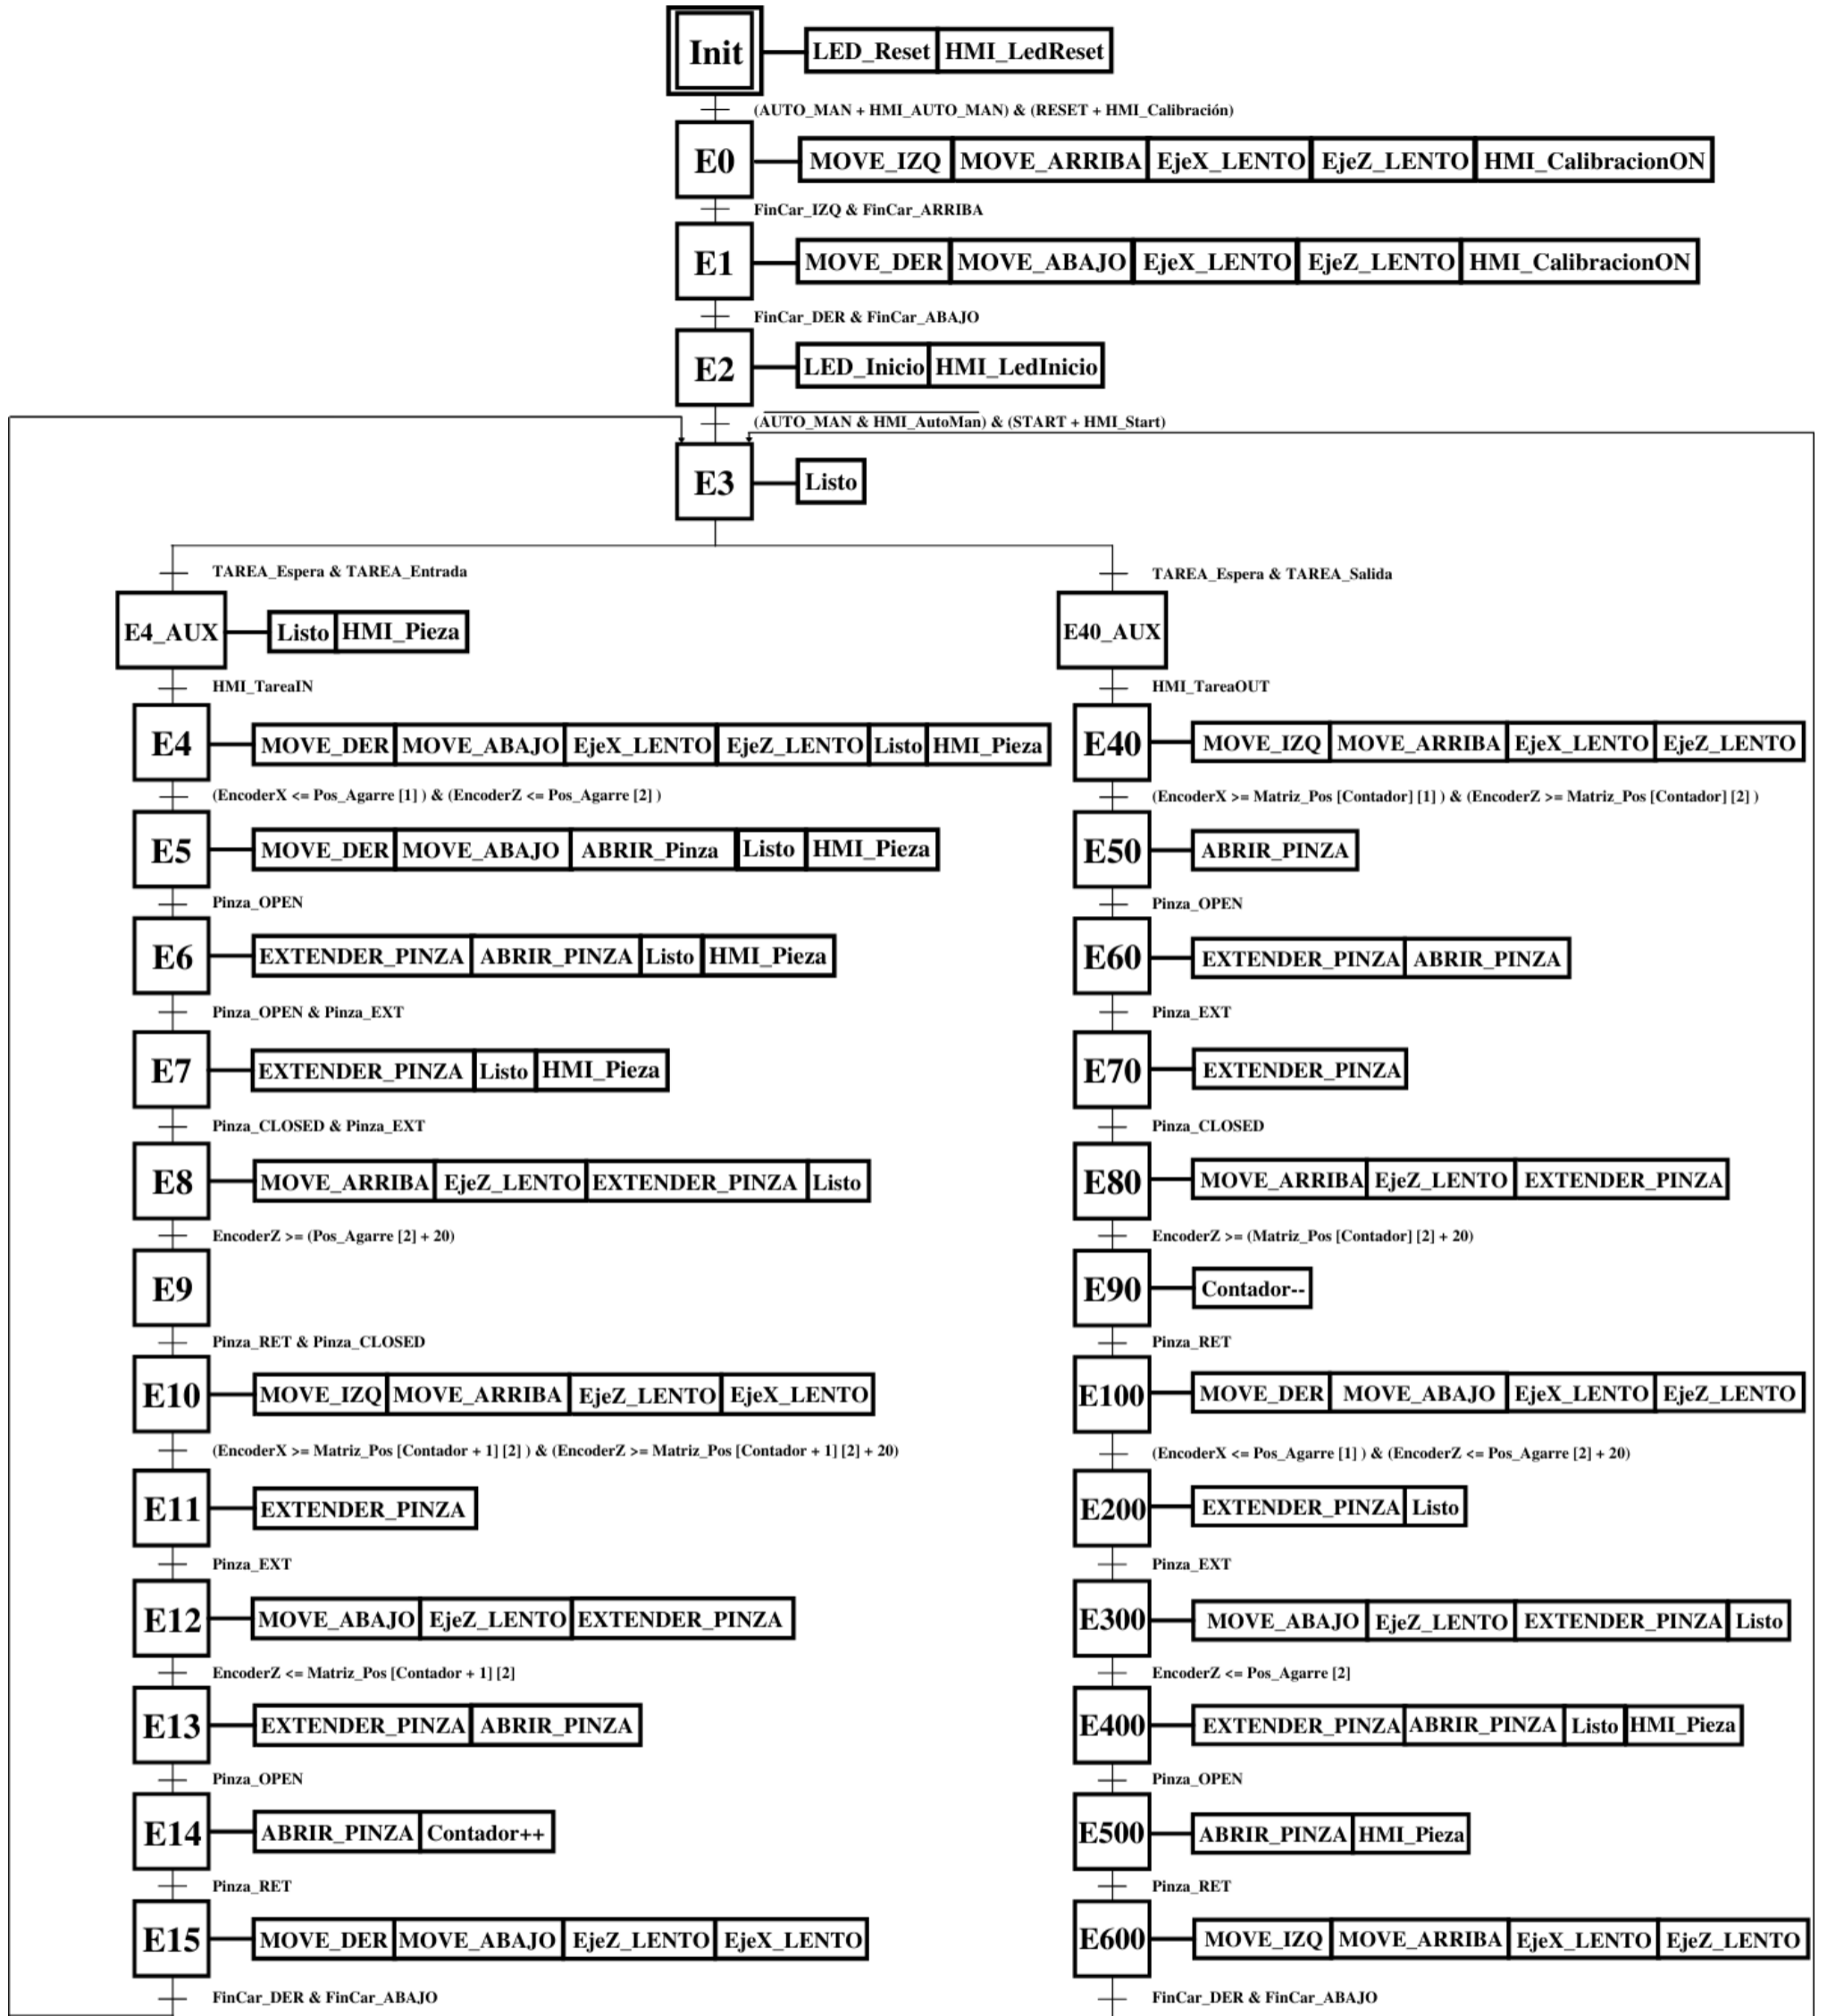 Init LED_Reset HMI_LedReset
(AUTO_MAN + HMI_AUTO_MAN) & (RESET + HMI_Calibración)
E0 MOVE_IZQ MOVE_ARRIBA EjeX_LENTO EjeZ_LENTO HMI_CalibracionON
FinCar_IZQ & FinCar_ARRIBA
E1 MOVE_DER MOVE_ABAJO EjeX_LENTO EjeZ_LENTO HMI_CalibracionON
FinCar_DER & FinCar_ABAJO
E2 LED_Inicio HMI_LedInicio
(AUTO_MAN & HMI_AutoMan) & (START + HMI_Start)
E3 Listo
TAREA_Espera & TAREA_Entrada
E4_AUX Listo HMI_Pieza
HMI_TareaIN
E4 MOVE_DER MOVE_ABAJO EjeX_LENTO EjeZ_LENTO Listo HMI_Pieza
(EncoderX <= Pos_Agarre [1] ) & (EncoderZ <= Pos_Agarre [2] )
E5 MOVE_DER MOVE_ABAJO ABRIR_Pinza Listo HMI_Pieza
Pinza_OPEN
E6 EXTENDER_PINZA ABRIR_PINZA Listo HMI_Pieza
Pinza_OPEN & Pinza_EXT
E7 EXTENDER_PINZA Listo HMI_Pieza
Pinza_CLOSED & Pinza_EXT
E8 MOVE_ARRIBA EjeZ_LENTO EXTENDER_PINZA Listo
EncoderZ >= (Pos_Agarre [2] + 20)
E9
Pinza_RET & Pinza_CLOSED
E10 MOVE_IZQ MOVE_ARRIBA EjeZ_LENTO EjeX_LENTO
(EncoderX >= Matriz_Pos [Contador + 1] [2] ) & (EncoderZ >= Matriz_Pos [Contador + 1] [2] + 20)
E11 EXTENDER_PINZA
Pinza_EXT
E12 MOVE_ABAJO EjeZ_LENTO EXTENDER_PINZA
EncoderZ <= Matriz_Pos [Contador + 1] [2]
E13 EXTENDER_PINZA ABRIR_PINZA
Pinza_OPEN
E14 ABRIR_PINZA Contador++
Pinza_RET
E15 MOVE_DER MOVE_ABAJO EjeZ_LENTO EjeX_LENTO
FinCar_DER & FinCar_ABAJO
TAREA_Espera & TAREA_Salida
E40_AUX
HMI_TareaOUT
E40 MOVE_IZQ MOVE_ARRIBA EjeX_LENTO EjeZ_LENTO
(EncoderX >= Matriz_Pos [Contador] [1] ) & (EncoderZ >= Matriz_Pos [Contador] [2] )
E50 ABRIR_PINZA
Pinza_OPEN
E60 EXTENDER_PINZA ABRIR_PINZA
Pinza_EXT
E70 EXTENDER_PINZA
Pinza_CLOSED
E80 MOVE_ARRIBA EjeZ_LENTO EXTENDER_PINZA
EncoderZ >= (Matriz_Pos [Contador] [2] + 20)
E90 Contador--
Pinza_RET
E100 MOVE_DER MOVE_ABAJO EjeX_LENTO EjeZ_LENTO
(EncoderX <= Pos_Agarre [1] ) & (EncoderZ <= Pos_Agarre [2] + 20)
E200 EXTENDER_PINZA Listo
Pinza_EXT
E300 MOVE_ABAJO EjeZ_LENTO EXTENDER_PINZA Listo
EncoderZ <= Pos_Agarre [2]
E400 EXTENDER_PINZA ABRIR_PINZA Listo HMI_Pieza
Pinza_OPEN
E500 ABRIR_PINZA HMI_Pieza
Pinza_RET
E600 MOVE_IZQ MOVE_ARRIBA EjeX_LENTO EjeZ_LENTO
FinCar_DER & FinCar_ABAJO